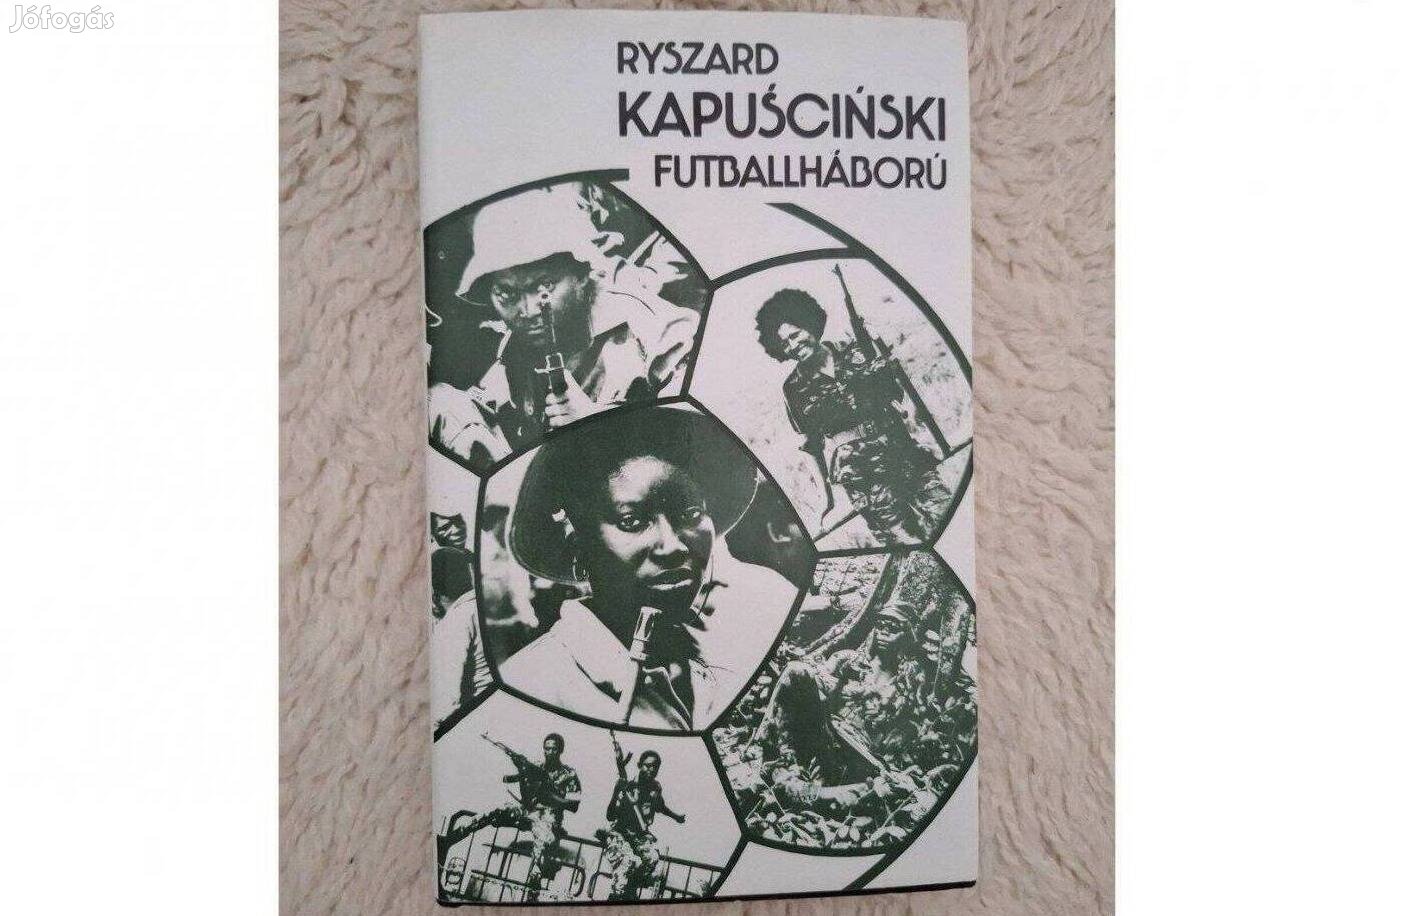 Jófogás
RYSZARD
KAPUŚCIŃSKI
FUTBALLHÁBORÚ